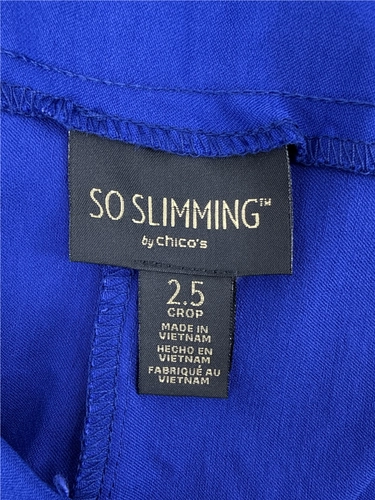 SO SLIMMING™
by chico's
2.5
CROP
MADE IN
VIETNAM
HECHO EN
VIETNAM
FABRIQUÉ AU
VIETNAM